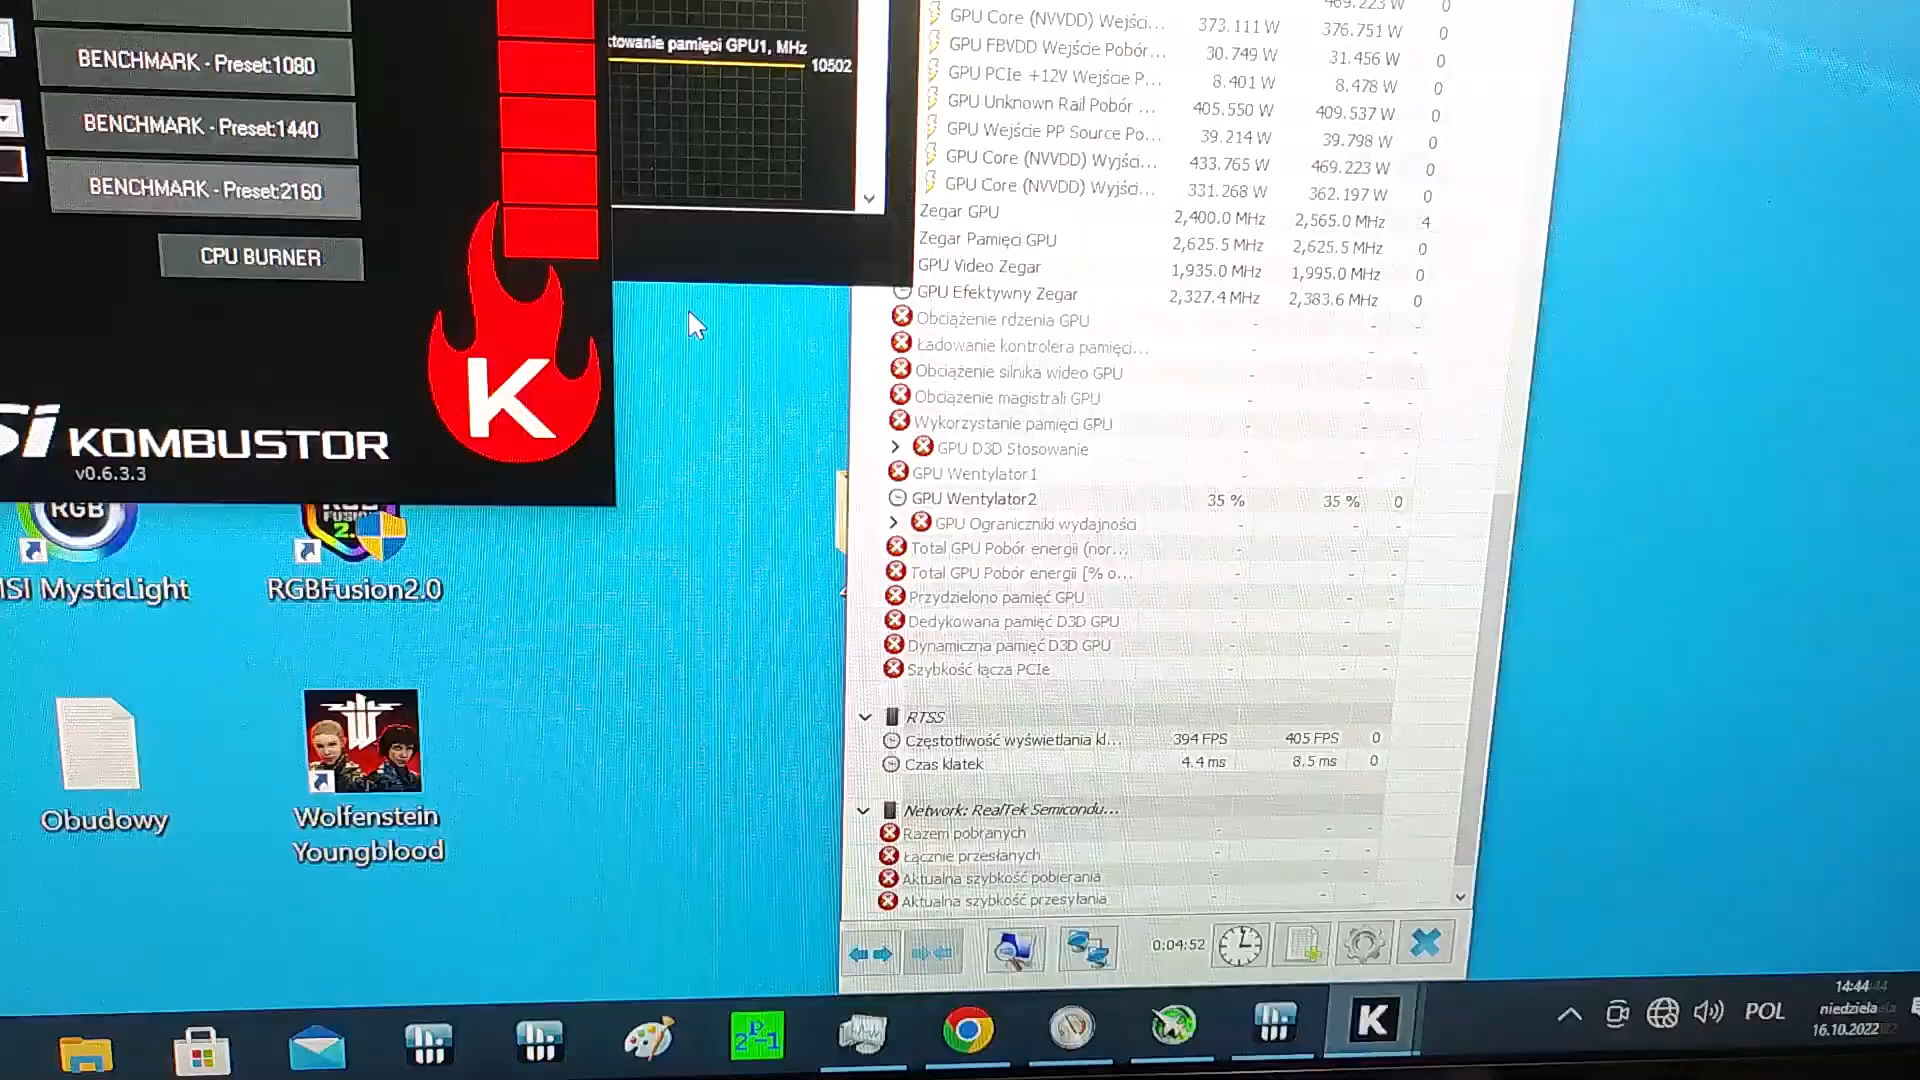 BENCHMARK - Preset:1080
BENCHMARK - Preset:1440
BENCHMARK - Preset:2160
CPU BURNER
KOMBUSTOR
v0.6.3.3
K
towanie pamięci GPU1, MHz
10502
469.223 W 0
GPU Core (NVVDD) Wejści... 373.111 W 376.751 W 0
GPU FBVDD Wejście Pobór... 30.749 W 31.456 W 0
GPU PCIe +12V Wejście P... 8.401 W 8.478 W 0
GPU Unknown Rail Pobór ... 405.550 W 409.537 W 0
GPU Wejście PP Source Po... 39.214 W 39.798 W 0
GPU Core (NVVDD) Wyjści... 433.765 W 469.223 W 0
GPU Core (NVVDD) Wyjści... 331.268 W 362.197 W 0
Zegar GPU 2,400.0 MHz 2,565.0 MHz 4
Zegar Pamięci GPU 2,625.5 MHz 2,625.5 MHz 0
GPU Video Zegar 1,935.0 MHz 1,995.0 MHz 0
GPU Efektywny Zegar 2,327.4 MHz 2,383.6 MHz 0
Obciążenie rdzenia GPU - - -
Ładowanie kontrolera pamięci... - - -
Obciążenie silnika wideo GPU - - -
Obciążenie magistrali GPU - - -
Wykorzystanie pamięci GPU - - -
GPU D3D Stosowanie - - -
GPU Wentylator1 - - -
GPU Wentylator2 35 % 35 % 0
GPU Ograniczniki wydajności - - -
Total GPU Pobór energii (nor... - - -
Total GPU Pobór energii [% o... - - -
Przydzielono pamięć GPU - - -
Dedykowana pamięć D3D GPU - - -
Dynamiczna pamięć D3D GPU - - -
Szybkość łącza PCIe - - -
RTSS
Częstotliwość wyświetlania kl... 394 FPS 405 FPS 0
Czas klatek 4.4 ms 8.5 ms 0
Network: RealTek Semicondu...
Razem pobranych - - -
Łącznie przesłanych - - -
Aktualna szybkość pobierania - - -
Aktualna szybkość przesyłania - - -
0:04:52
RGB
FUSION
2.
SI MysticLight
RGBFusion2.0
Obudowy
Wolfenstein
Youngblood
P
2-1
K
POL
14:44
niedziela
16.10.2022